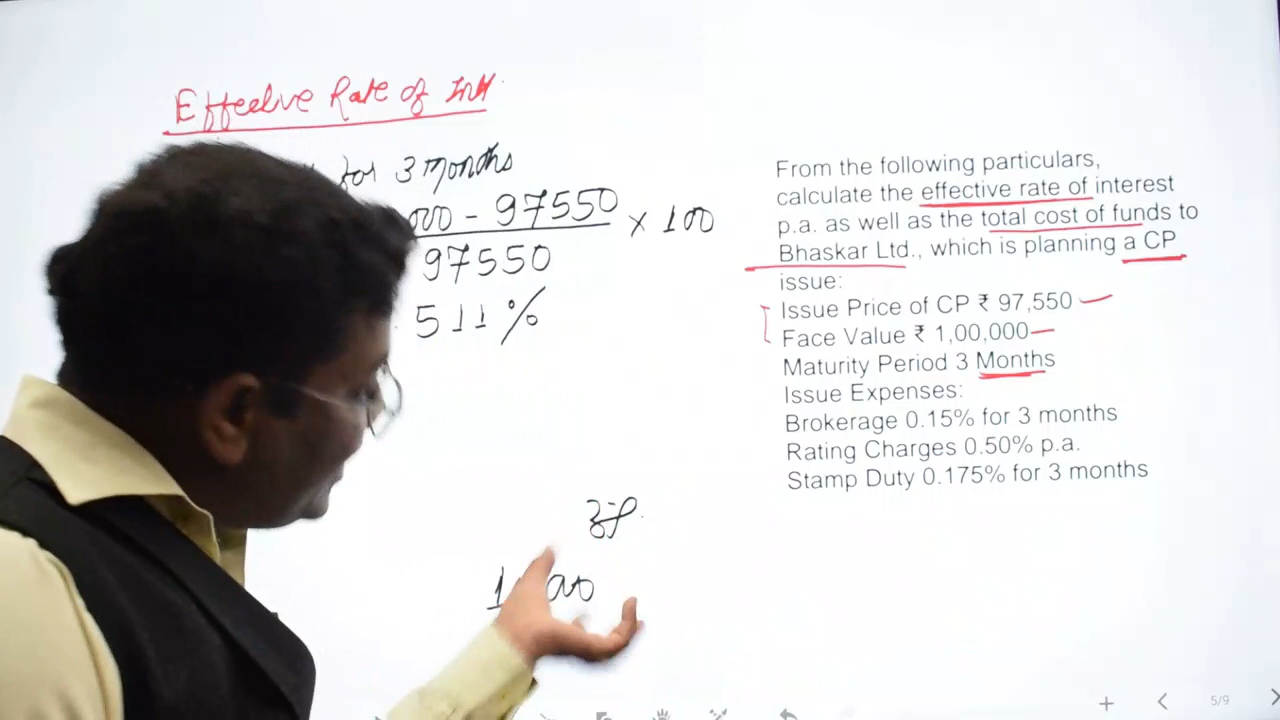 Effective Rate of Int.
for 3 Months
000 - 97550 × 100
97550
511%
From the following particulars,
calculate the effective rate of interest
p.a. as well as the total cost of funds to
Bhaskar Ltd., which is planning a CP
issue:
Issue Price of CP ₹ 97,550
Face Value ₹ 1,00,000
Maturity Period 3 Months
Issue Expenses:
Brokerage 0.15% for 3 months
Rating Charges 0.50% p.a.
Stamp Duty 0.175% for 3 months
5/9